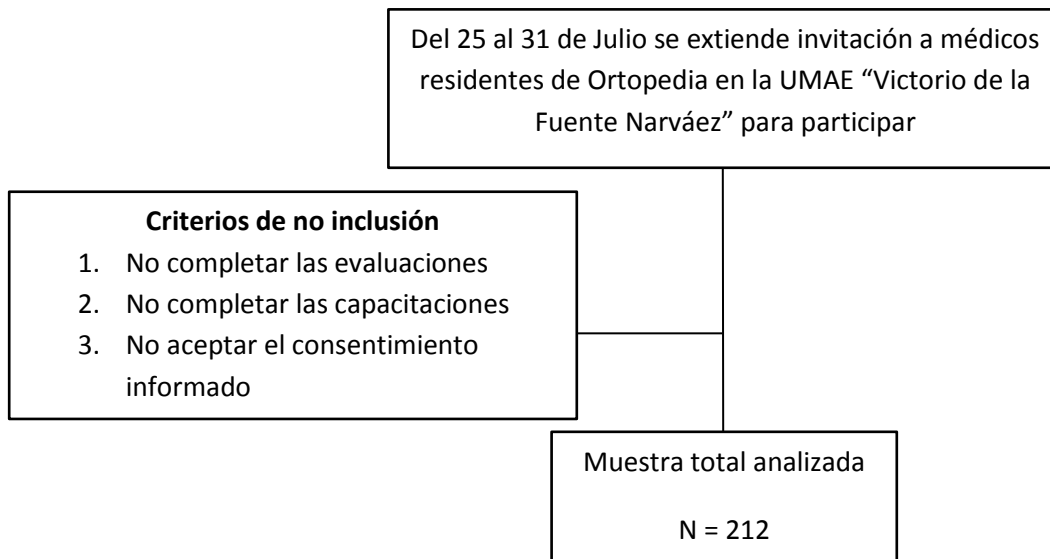 Del 25 al 31 de Julio se extiende invitación a médicos
residentes de Ortopedia en la UMAE “Victorio de la
Fuente Narváez” para participar
Criterios de no inclusión
1. No completar las evaluaciones
2. No completar las capacitaciones
3. No aceptar el consentimiento
informado
Muestra total analizada
N = 212